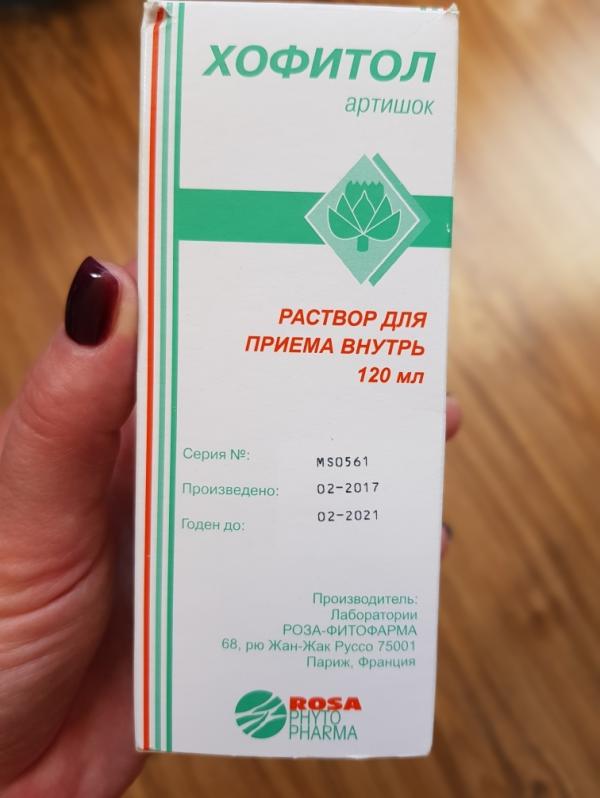 ХОФИТОЛ
артишок
РАСТВОР ДЛЯ
ПРИЕМА ВНУТРЬ
120 мл
Серия №: MS0561
Произведено: 02-2017
Годен до: 02-2021
Производитель:
Лаборатории
РОЗА-ФИТОФАРМА
68, рю Жан-Жак Руссо 75001
Париж, Франция
ROSA
PHYTO
PHARMA